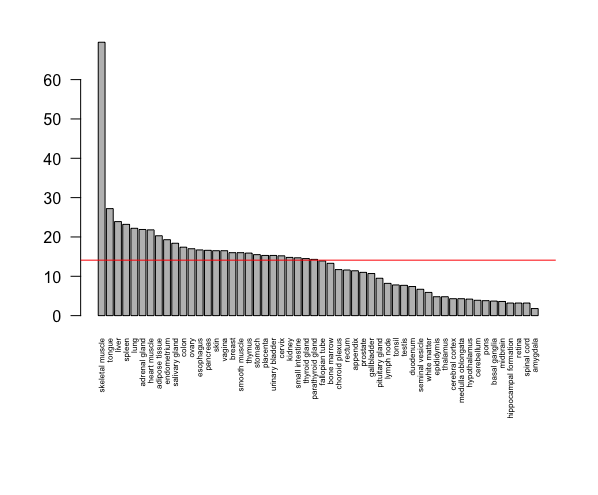 60
50
40
30
20
10
0
skeletal muscle
tongue
liver
spleen
lung
adrenal gland
heart muscle
adipose tissue
endometrium
salivary gland
colon
ovary
esophagus
pancreas
skin
vagina
breast
smooth muscle
thymus
stomach
placenta
urinary bladder
cervix
kidney
small intestine
thyroid gland
parathyroid gland
fallopian tube
bone marrow
choroid plexus
rectum
appendix
prostate
gallbladder
pituitary gland
lymph node
tonsil
testis
duodenum
seminal vesicle
white matter
epididymis
thalamus
cerebral cortex
medulla oblongata
hypothalamus
cerebellum
pons
basal ganglia
midbrain
hippocampal formation
retina
spinal cord
amygdala